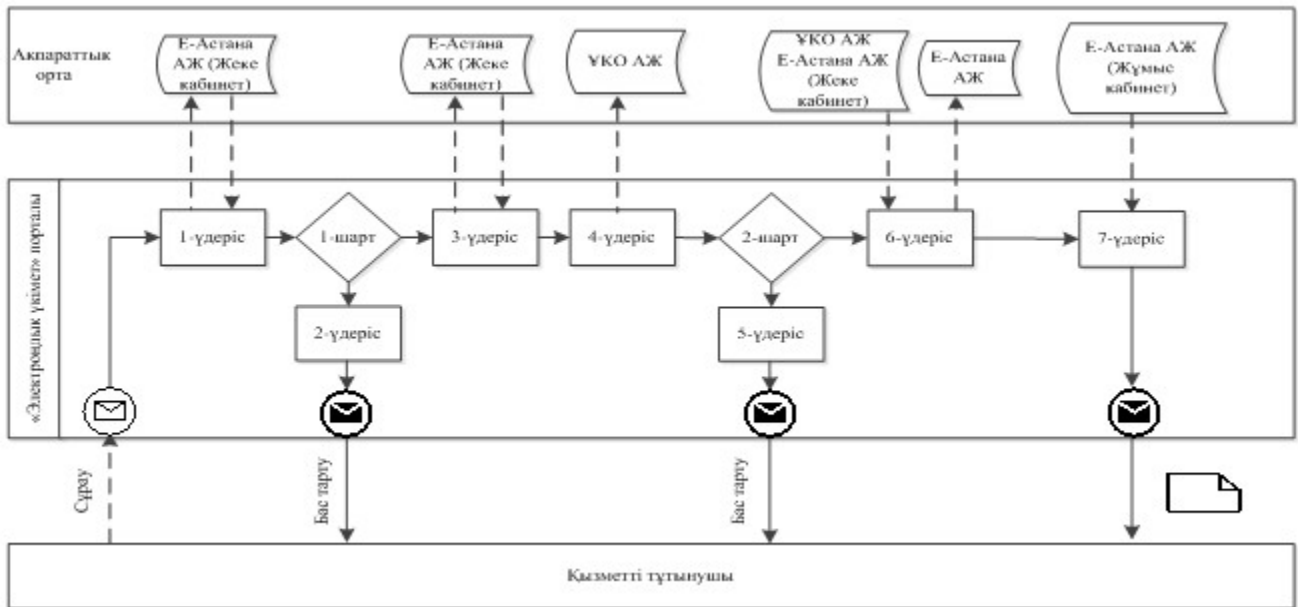 Ақпараттық
орта
Е-Астана
АЖ (Жеке
кабинет)
Е-Астана
АЖ (Жеке
кабинет)
ҰКО АЖ
ҰКО АЖ
Е-Астана АЖ
(Жеке
кабинет)
Е-Астана
АЖ
Е-Астана АЖ
(Жұмыс
кабинет)
«Электрондық үкімет» порталы
1-үдеріс
1-шарт
3-үдеріс
4-үдеріс
2-шарт
6-үдеріс
7-үдеріс
2-үдеріс
5-үдеріс
Сұрау
Бас тарту
Бас тарту
Қызметті тұтынушы